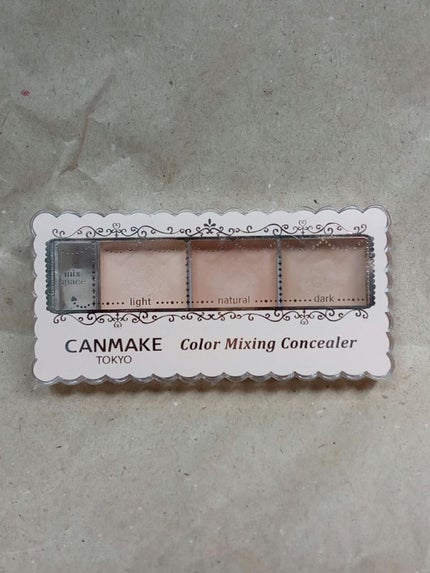 mix
space
light
natural
dark
CANMAKE
TOKYO
Color Mixing Concealer